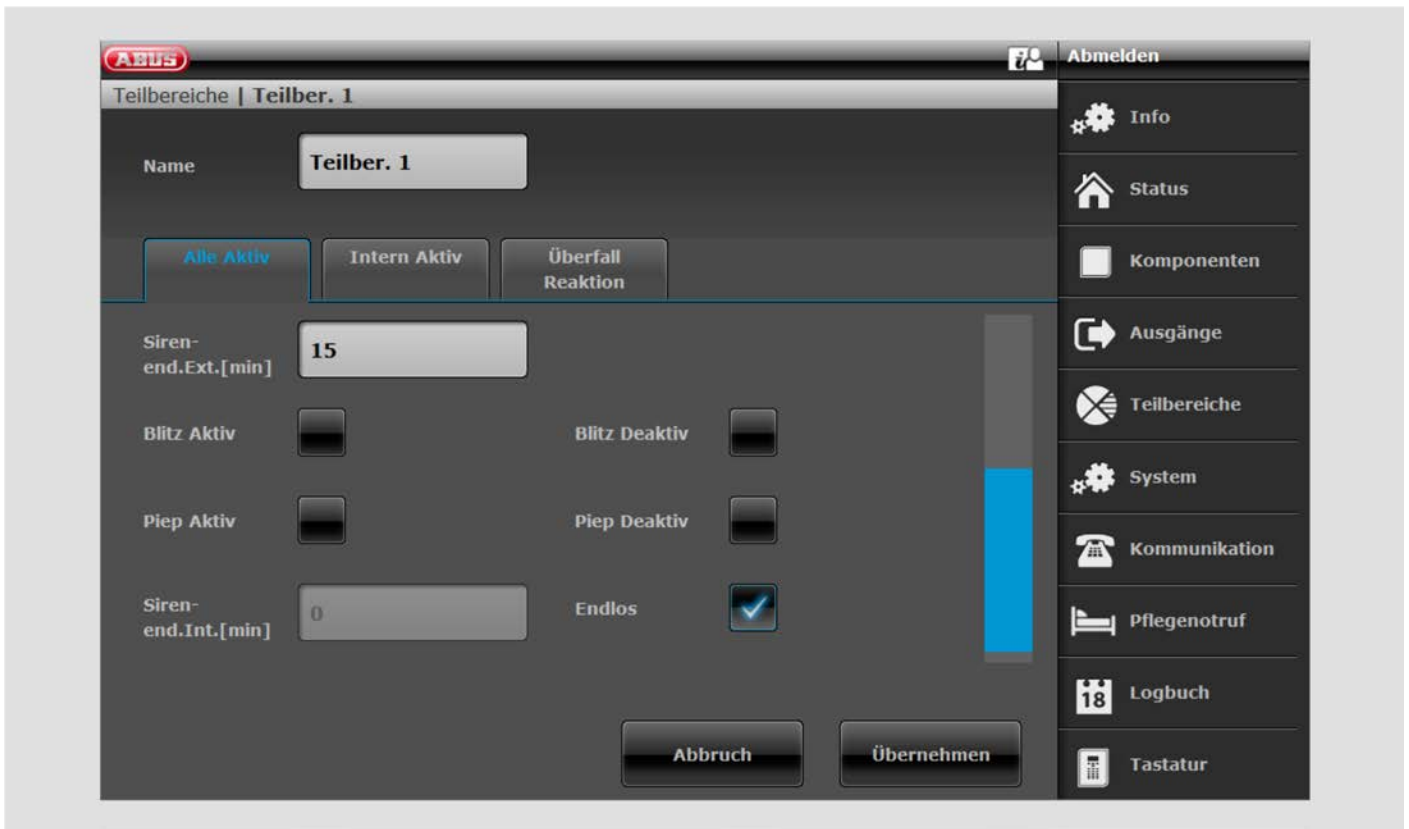 ABUS
Abmelden
Teilbereiche | Teilber. 1
Info
Name
Teilber. 1
Status
Alle Aktiv
Intern Aktiv
Überfall
Reaktion
Komponenten
Siren-
end.Ext.[min]
15
Ausgänge
Teilbereiche
Blitz Aktiv
Blitz Deaktiv
System
Piep Aktiv
Piep Deaktiv
Kommunikation
Siren-
end.Int.[min]
0
Endlos
Pflegenotruf
18
Logbuch
Abbruch
Übernehmen
Tastatur